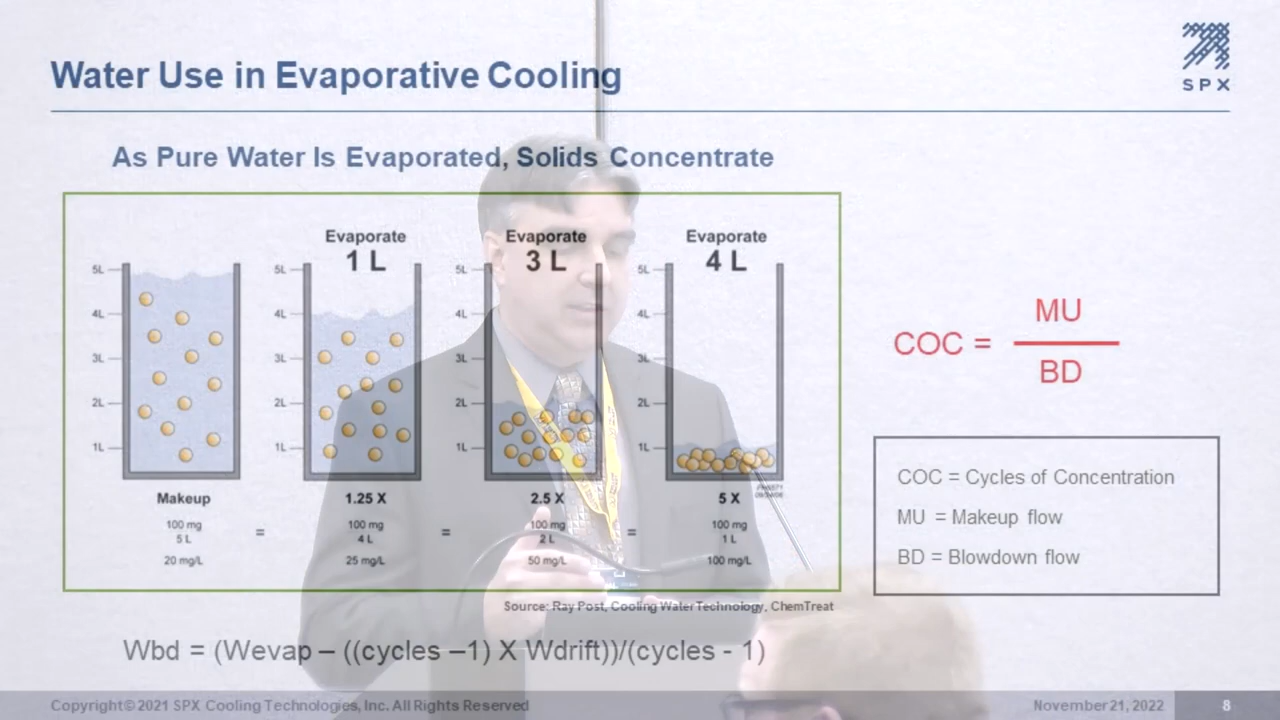 Water Use in Evaporative Cooling
SPX
As Pure Water Is Evaporated, Solids Concentrate
Evaporate
1 L
Evaporate
3 L
Evaporate
4 L
5L
4L
3L
2L
1L
5L
4L
3L
2L
1L
5L
4L
3L
2L
1L
5L
4L
3L
2L
1L
Makeup
100 mg
5 L
20 mg/L
=
1.25 X
100 mg
4 L
25 mg/L
=
2.5 X
100 mg
2 L
50 mg/L
=
5 X
100 mg
1 L
100 mg/L
Source: Ray Post, Cooling Water Technology, ChemTreat
COC =
MU
BD
COC = Cycles of Concentration
MU = Makeup flow
BD = Blowdown flow
Wbd = (Wevap – ((cycles –1) X Wdrift))/(cycles - 1)
Copyright© 2021 SPX Cooling Technologies, Inc. All Rights Reserved
November 21, 2022
8